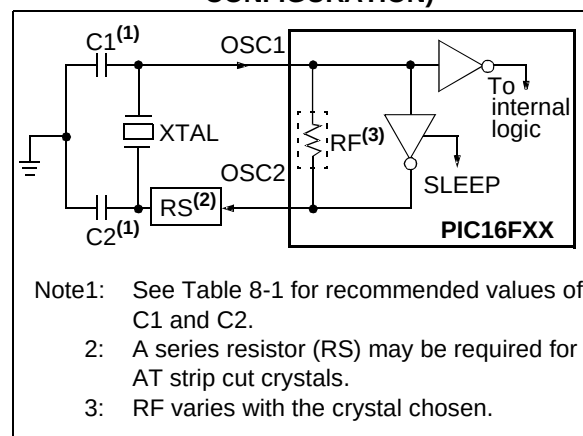 CONFIGURATION)
C1(1)
OSC1
To
internal
logic
XTAL
RF(3)
OSC2
SLEEP
RS(2)
C2(1)
PIC16FXX
Note1: See Table 8-1 for recommended values of
C1 and C2.
2: A series resistor (RS) may be required for
AT strip cut crystals.
3: RF varies with the crystal chosen.